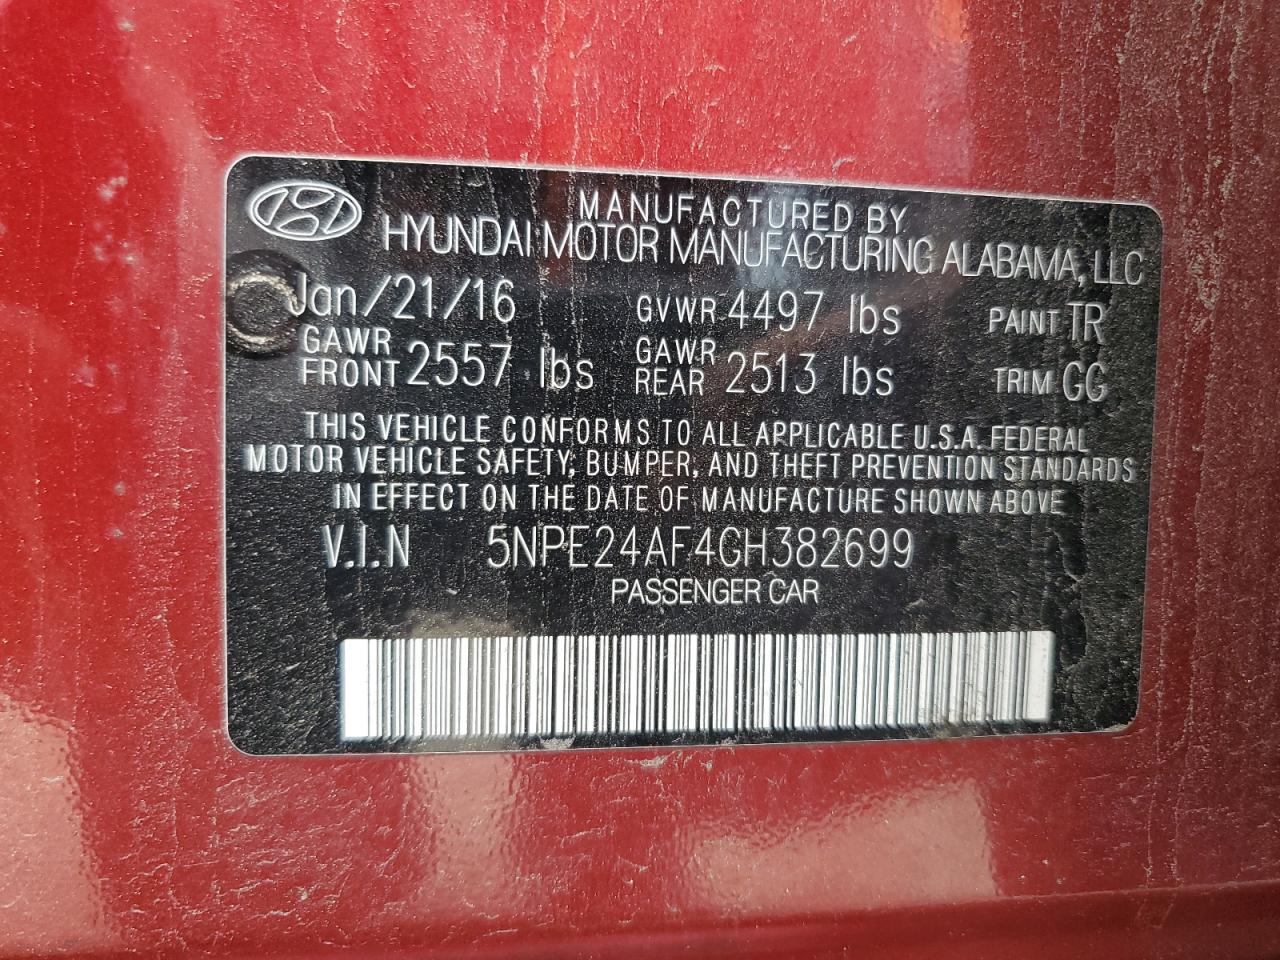 MANUFACTURED BY
HYUNDAI MOTOR MANUFACTURING ALABAMA, LLC
Jan/21/16 GVWR 4497 lbs PAINT TR
GAWR FRONT 2557 lbs GAWR REAR 2513 lbs TRIM GG
THIS VEHICLE CONFORMS TO ALL APPLICABLE U.S.A. FEDERAL
MOTOR VEHICLE SAFETY, BUMPER, AND THEFT PREVENTION STANDARDS
IN EFFECT ON THE DATE OF MANUFACTURE SHOWN ABOVE
V.I.N 5NPE24AF4GH382699
PASSENGER CAR